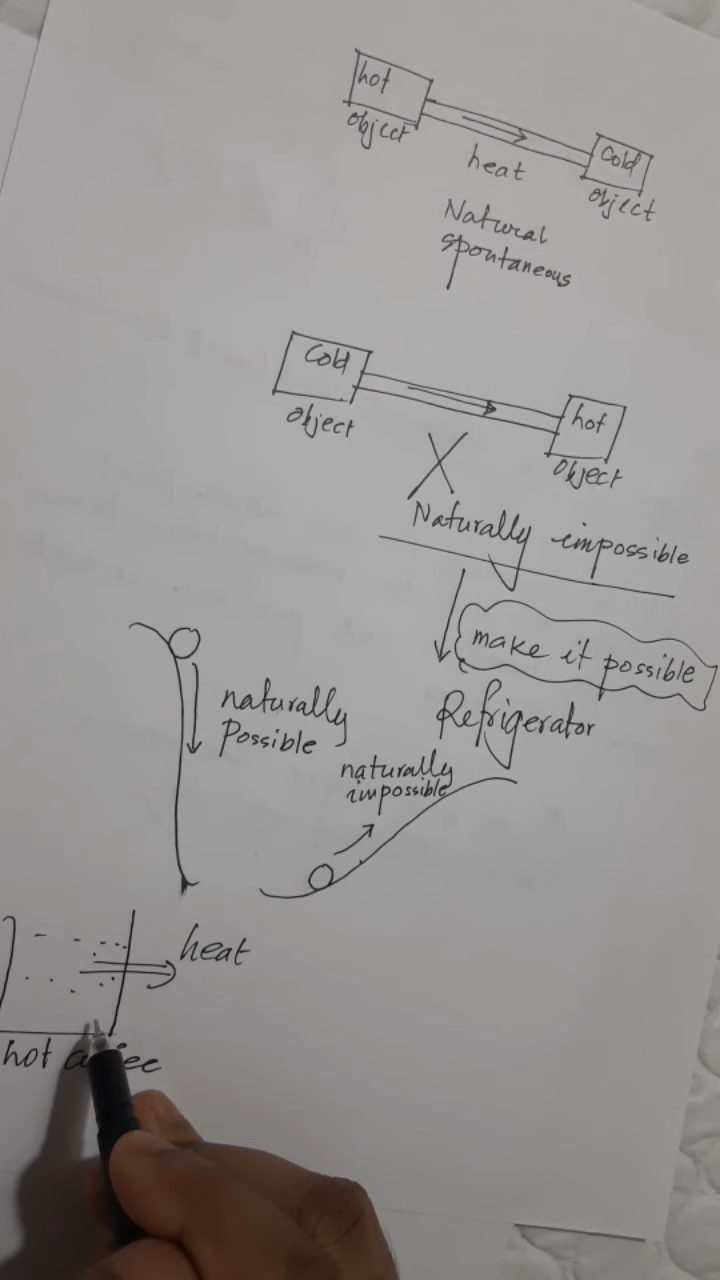 hot
object
heat
Cold
object
Natural
spontaneous
Cold
object
hot
object
Naturally impossible
make it possible
Refrigerator
naturally
Possible
naturally
impossible
heat
hot